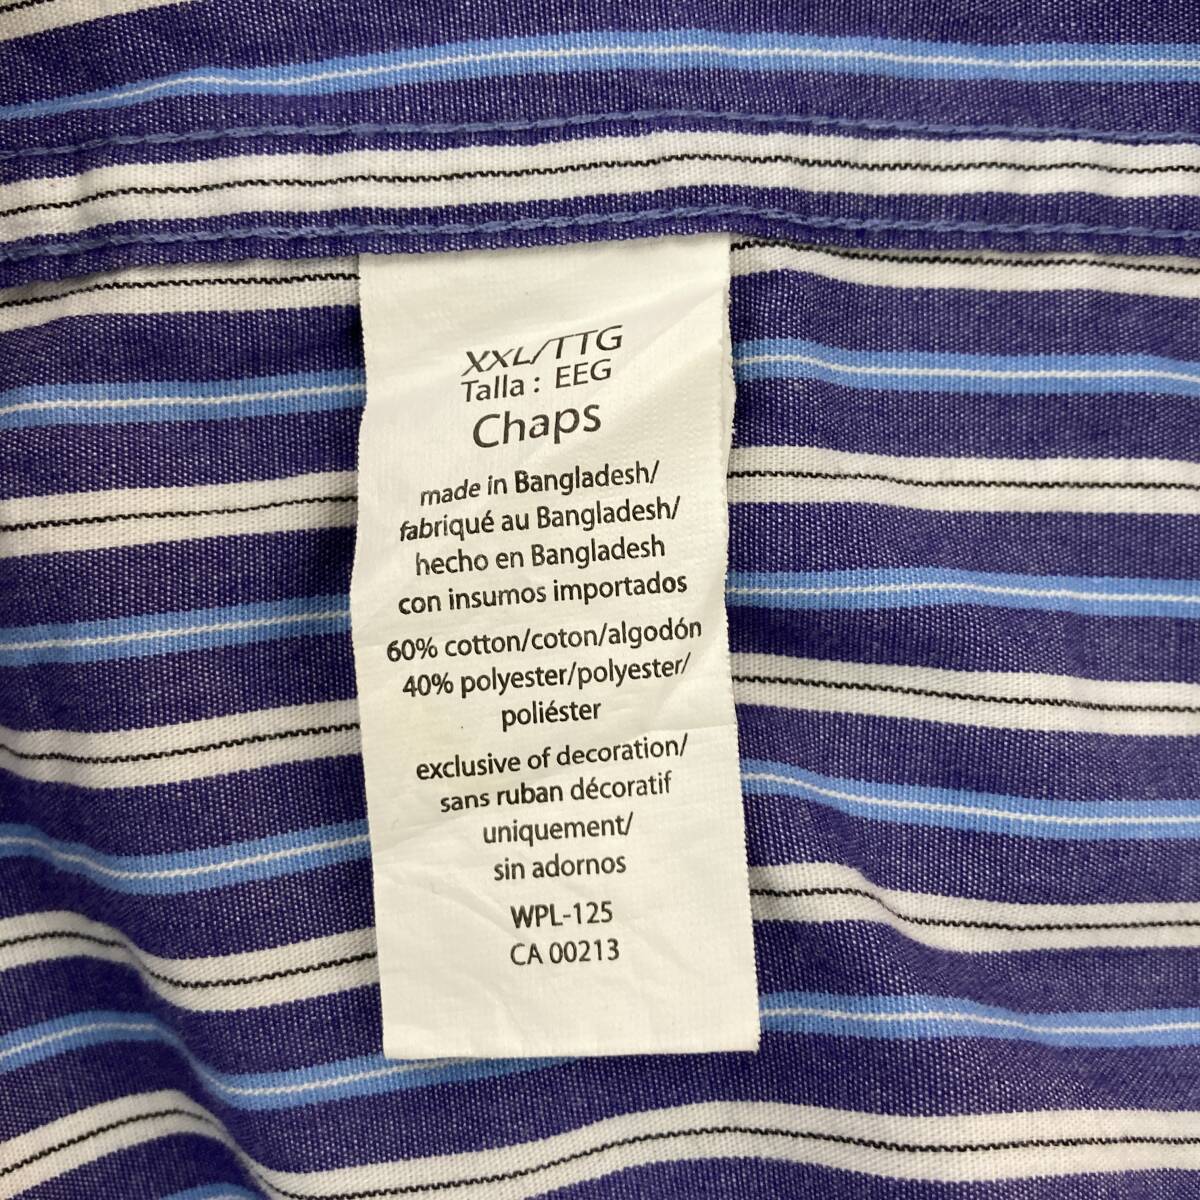 XXL/TTG
Talla : EEG
Chaps
made in Bangladesh/
fabriqué au Bangladesh/
hecho en Bangladesh
con insumos importados
60% cotton/coton/algodón
40% polyester/polyester/
poliéster
exclusive of decoration/
sans ruban décoratif
uniquement/
sin adornos
WPL-125
CA 00213